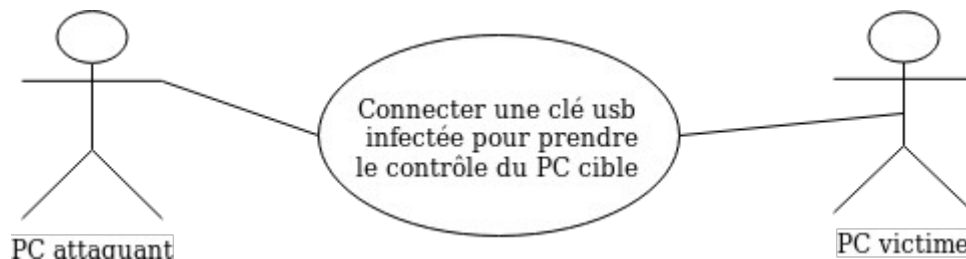 Connecter une clé usb
infectée pour prendre
le contrôle du PC cible
PC attaquant
PC victime